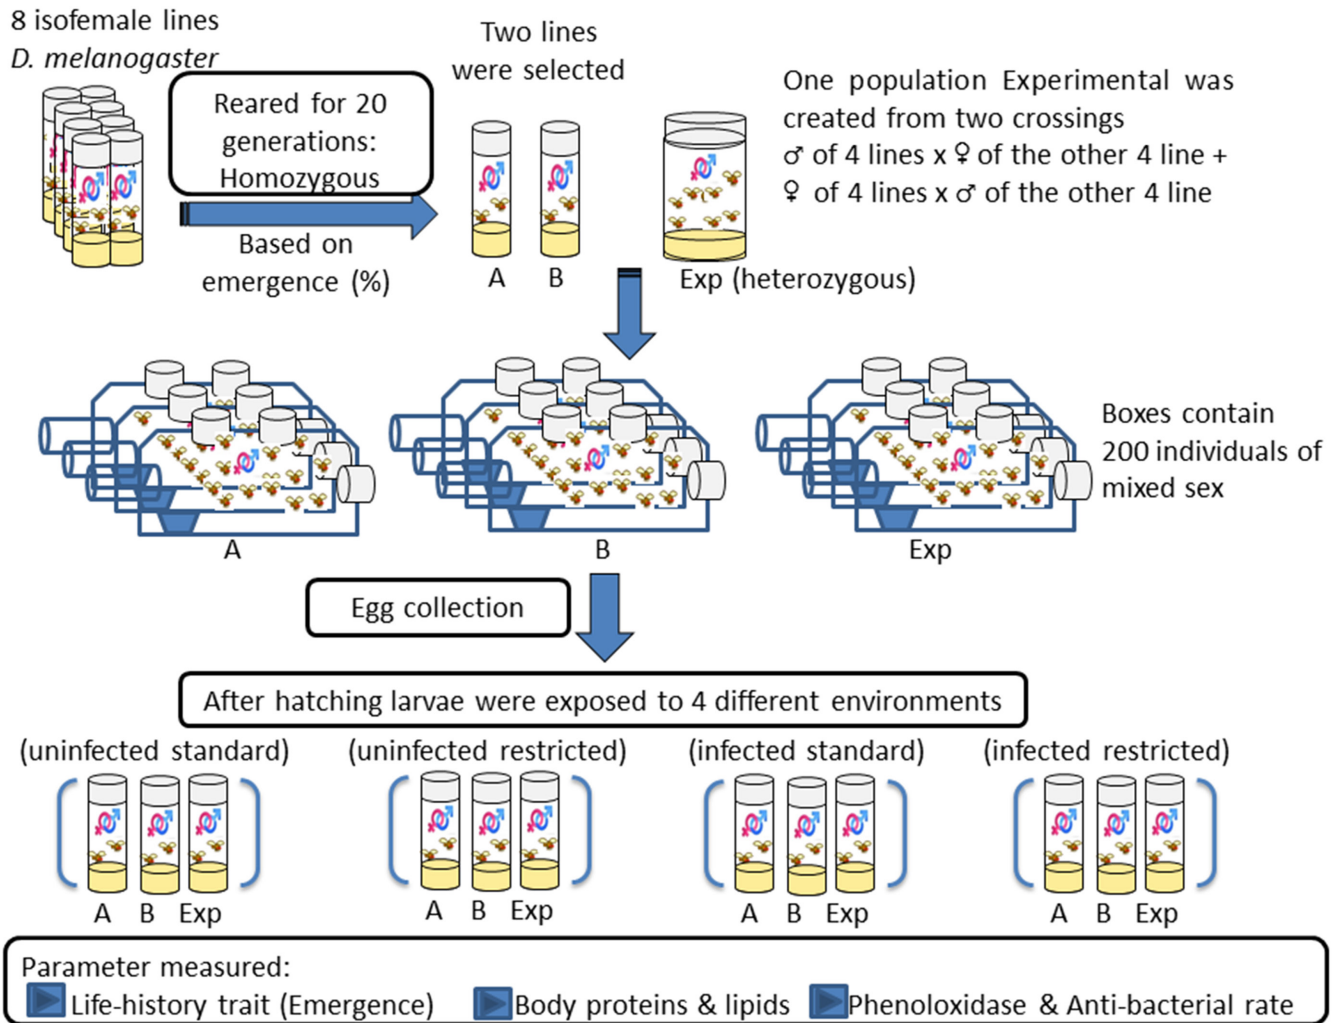 8 isofemale lines
D. melanogaster
Reared for 20
generations:
Homozygous
Based on
emergence (%)
Two lines
were selected
A
B
Exp (heterozygous)
One population Experimental was
created from two crossings
♂ of 4 lines x ♀ of the other 4 line +
♀ of 4 lines x ♂ of the other 4 line
Boxes contain
200 individuals of
mixed sex
A
B
Exp
Egg collection
After hatching larvae were exposed to 4 different environments
(uninfected standard)
(uninfected restricted)
(infected standard)
(infected restricted)
A B Exp
A B Exp
A B Exp
A B Exp
Parameter measured:
Life-history trait (Emergence) Body proteins & lipids Phenoloxidase & Anti-bacterial rate